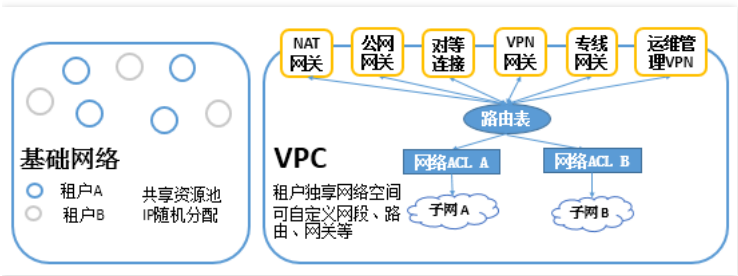 NAT
网关
公网
网关
对等
连接
VPN
网关
专线
网关
运维管
理VPN
路由表
基础网络
租户A
租户B
共享资源池
IP随机分配
VPC
租户独享网络空间
可自定义网段、路
由、网关等
网络ACL A
网络ACL B
子网A
子网B